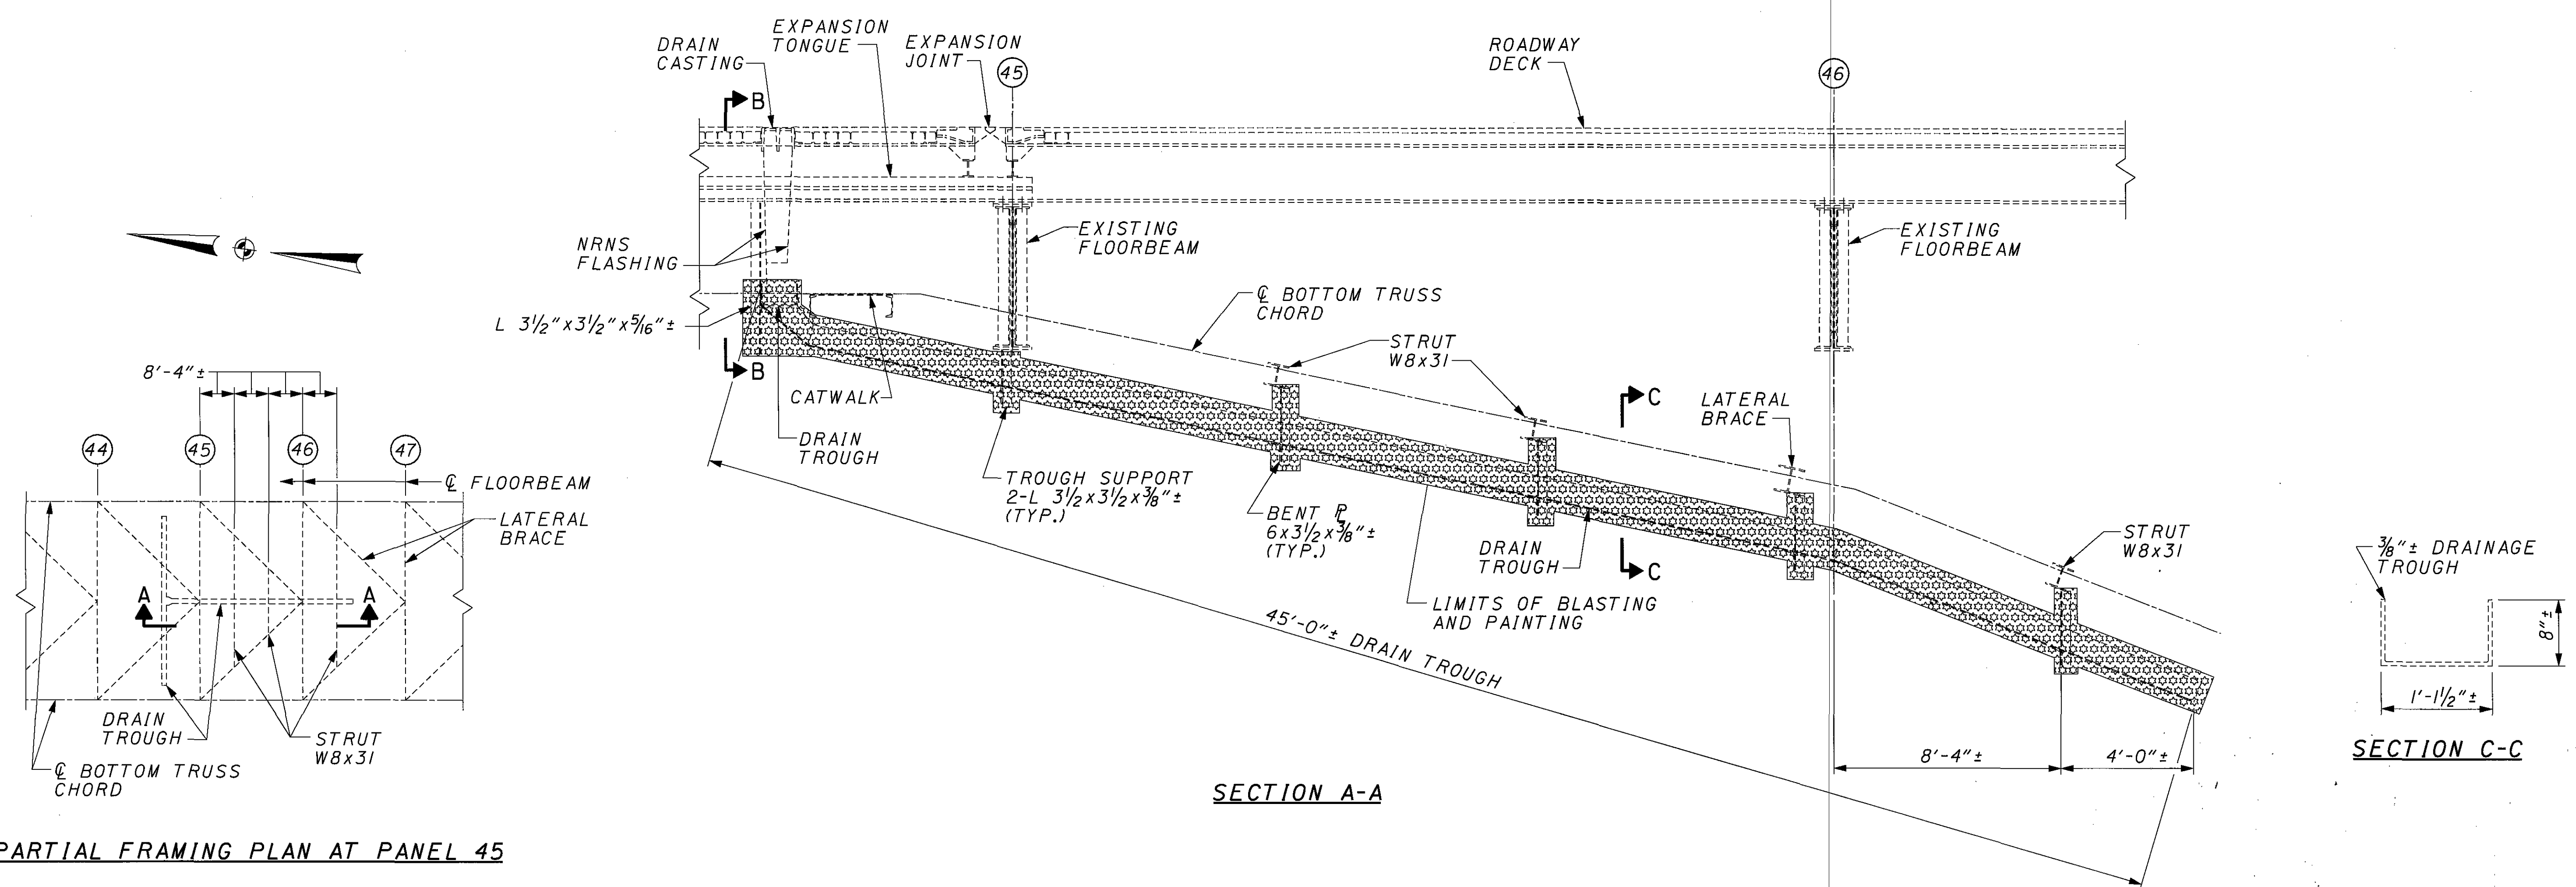 8'-4"±
44
45
46
47
℄ FLOORBEAM
LATERAL
BRACE
A
A
DRAIN
TROUGH
STRUT
W8x31
℄ BOTTOM TRUSS
CHORD
PARTIAL FRAMING PLAN AT PANEL 45
DRAIN
CASTING
EXPANSION
TONGUE
EXPANSION
JOINT
45
ROADWAY
DECK
46
B
NRNS
FLASHING
EXISTING
FLOORBEAM
EXISTING
FLOORBEAM
L 3½"x3½"x5/16"±
B
℄ BOTTOM TRUSS
CHORD
STRUT
W8x31
CATWALK
C
LATERAL
BRACE
DRAIN
TROUGH
TROUGH SUPPORT
2-L 3½x3½x⅜"±
(TYP.)
BENT ℙL
6x3½x⅜"±
(TYP.)
DRAIN
TROUGH
C
STRUT
W8x31
LIMITS OF BLASTING
AND PAINTING
45'-0"± DRAIN TROUGH
8'-4"±
4'-0"±
SECTION A-A
⅜"± DRAINAGE
TROUGH
8"±
1'-1½"±
SECTION C-C